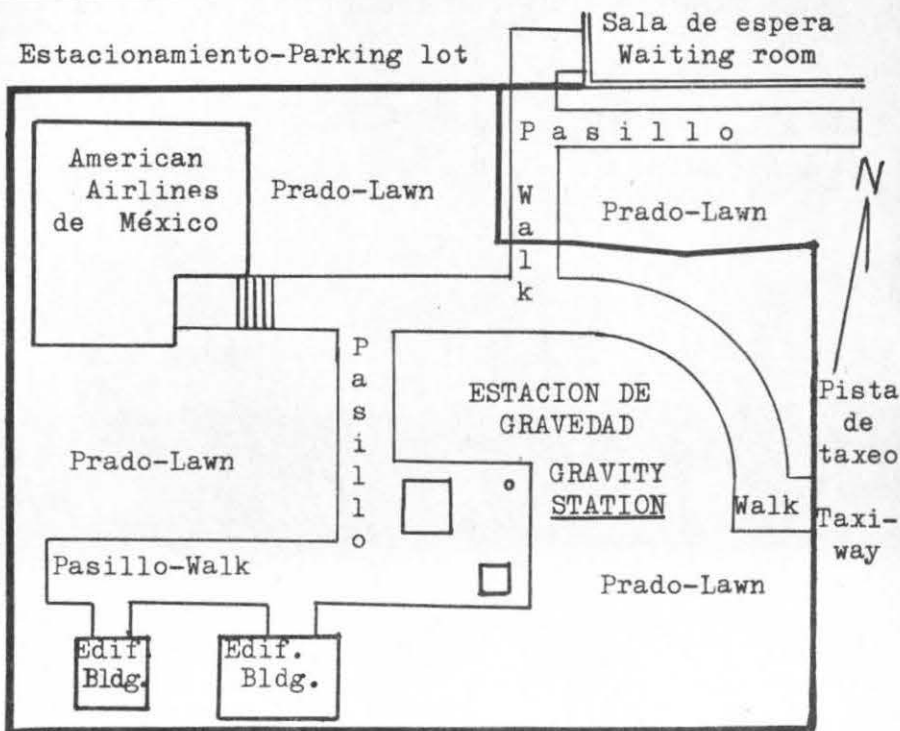 Sala de espera
Waiting room
Estacionamiento-Parking lot
Pasillo
Walk
American
Airlines
de México
Prado-Lawn
Prado-Lawn
N
Pasillo
ESTACION DE
GRAVEDAD
GRAVITY
STATION
Pista
de
taxeo
Taxi-
way
Prado-Lawn
Walk
Pasillo-Walk
Prado-Lawn
Edif.
Bldg.
Edif.
Bldg.